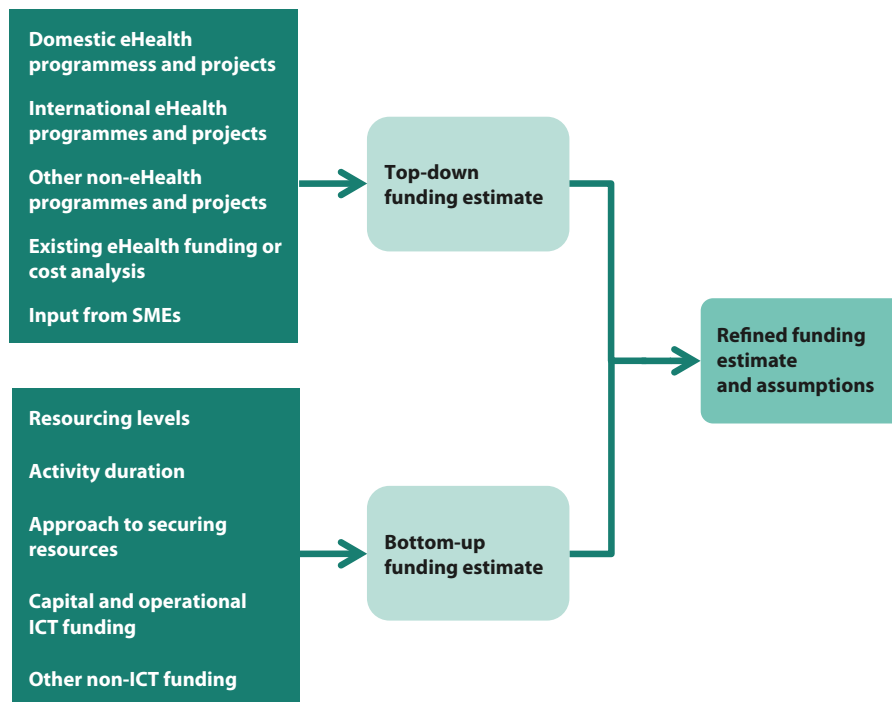 Domestic eHealth
programmess and projects
International eHealth
programmes and projects
Other non-eHealth
programmes and projects
Existing eHealth funding or
cost analysis
Input from SMEs
Top-down
funding estimate
Resourcing levels
Activity duration
Approach to securing
resources
Capital and operational
ICT funding
Other non-ICT funding
Bottom-up
funding estimate
Refined funding
estimate
and assumptions